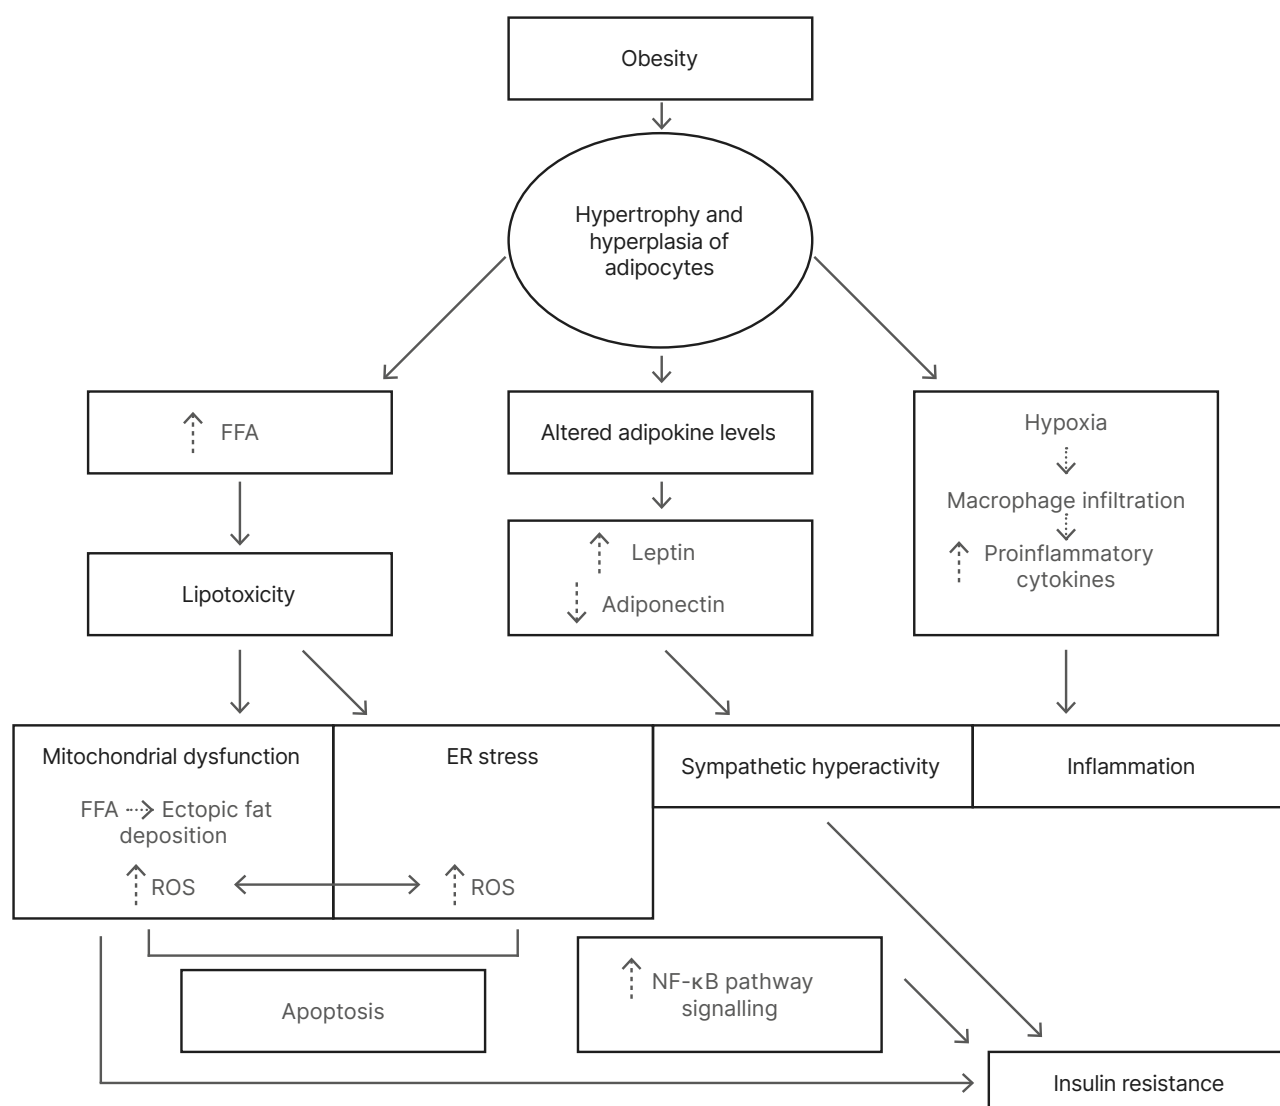 Obesity
Hypertrophy and
hyperplasia of
adipocytes
FFA
Altered adipokine levels
Hypoxia
Macrophage infiltration
Proinflammatory
cytokines
Leptin
Adiponectin
Lipotoxicity
Mitochondrial dysfunction
FFA
Ectopic fat
deposition
ROS
ER stress
ROS
Sympathetic hyperactivity
Inflammation
Apoptosis
NF-κB pathway
signalling
Insulin resistance